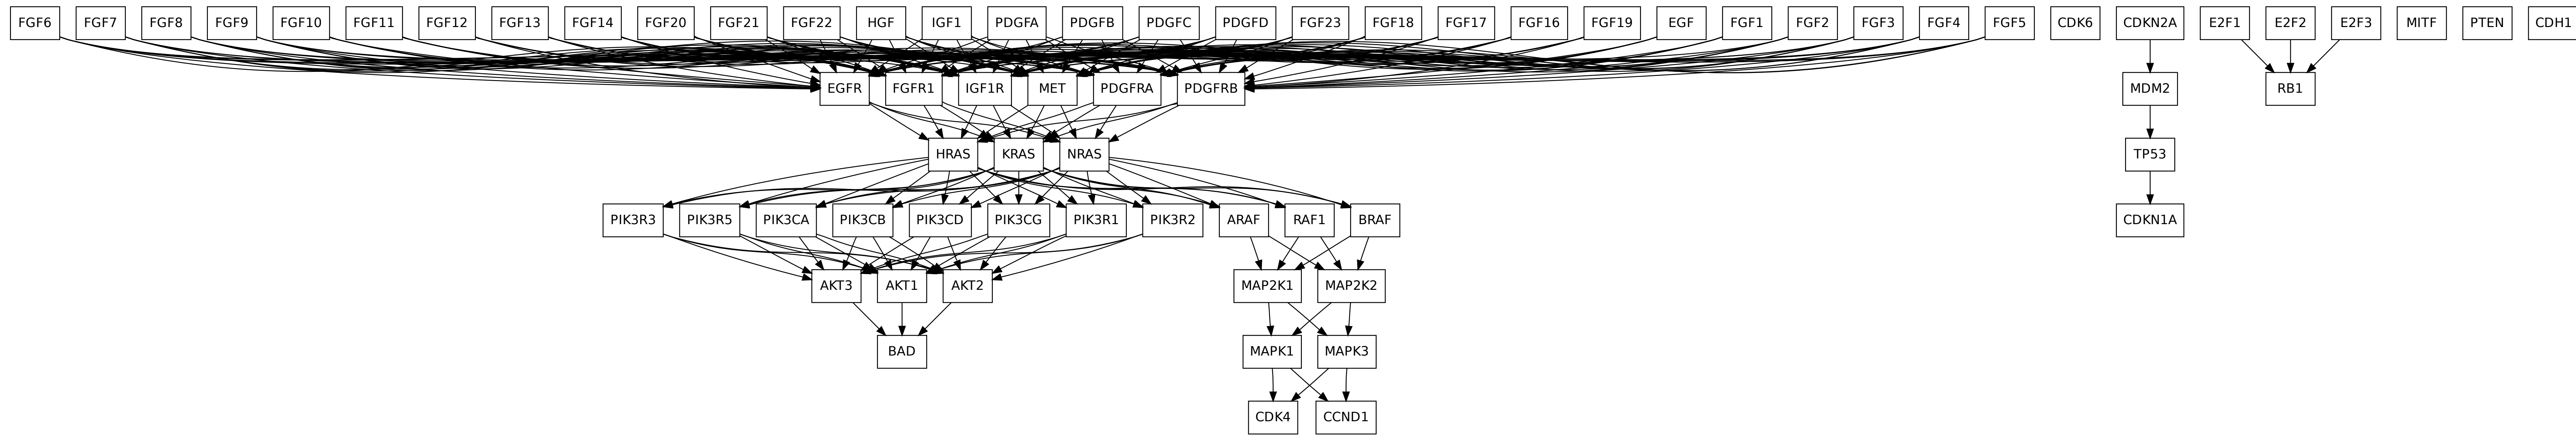 FGF6 FGF7 FGF8 FGF9 FGF10 FGF11 FGF12 FGF13 FGF14 FGF20 FGF21 FGF22 HGF IGF1 PDGFA PDGFB PDGFC PDGFD FGF23 FGF18 FGF17 FGF16 FGF19 EGF FGF1 FGF2 FGF3 FGF4 FGF5 CDK6 CDKN2A E2F1 E2F2 E2F3 MITF PTEN CDH1
EGFR FGFR1 IGF1R MET PDGFRA PDGFRB MDM2 RB1
HRAS KRAS NRAS TP53
PIK3R3 PIK3R5 PIK3CA PIK3CB PIK3CD PIK3CG PIK3R1 PIK3R2 ARAF RAF1 BRAF CDKN1A
AKT3 AKT1 AKT2 MAP2K1 MAP2K2
BAD MAPK1 MAPK3
CDK4 CCND1